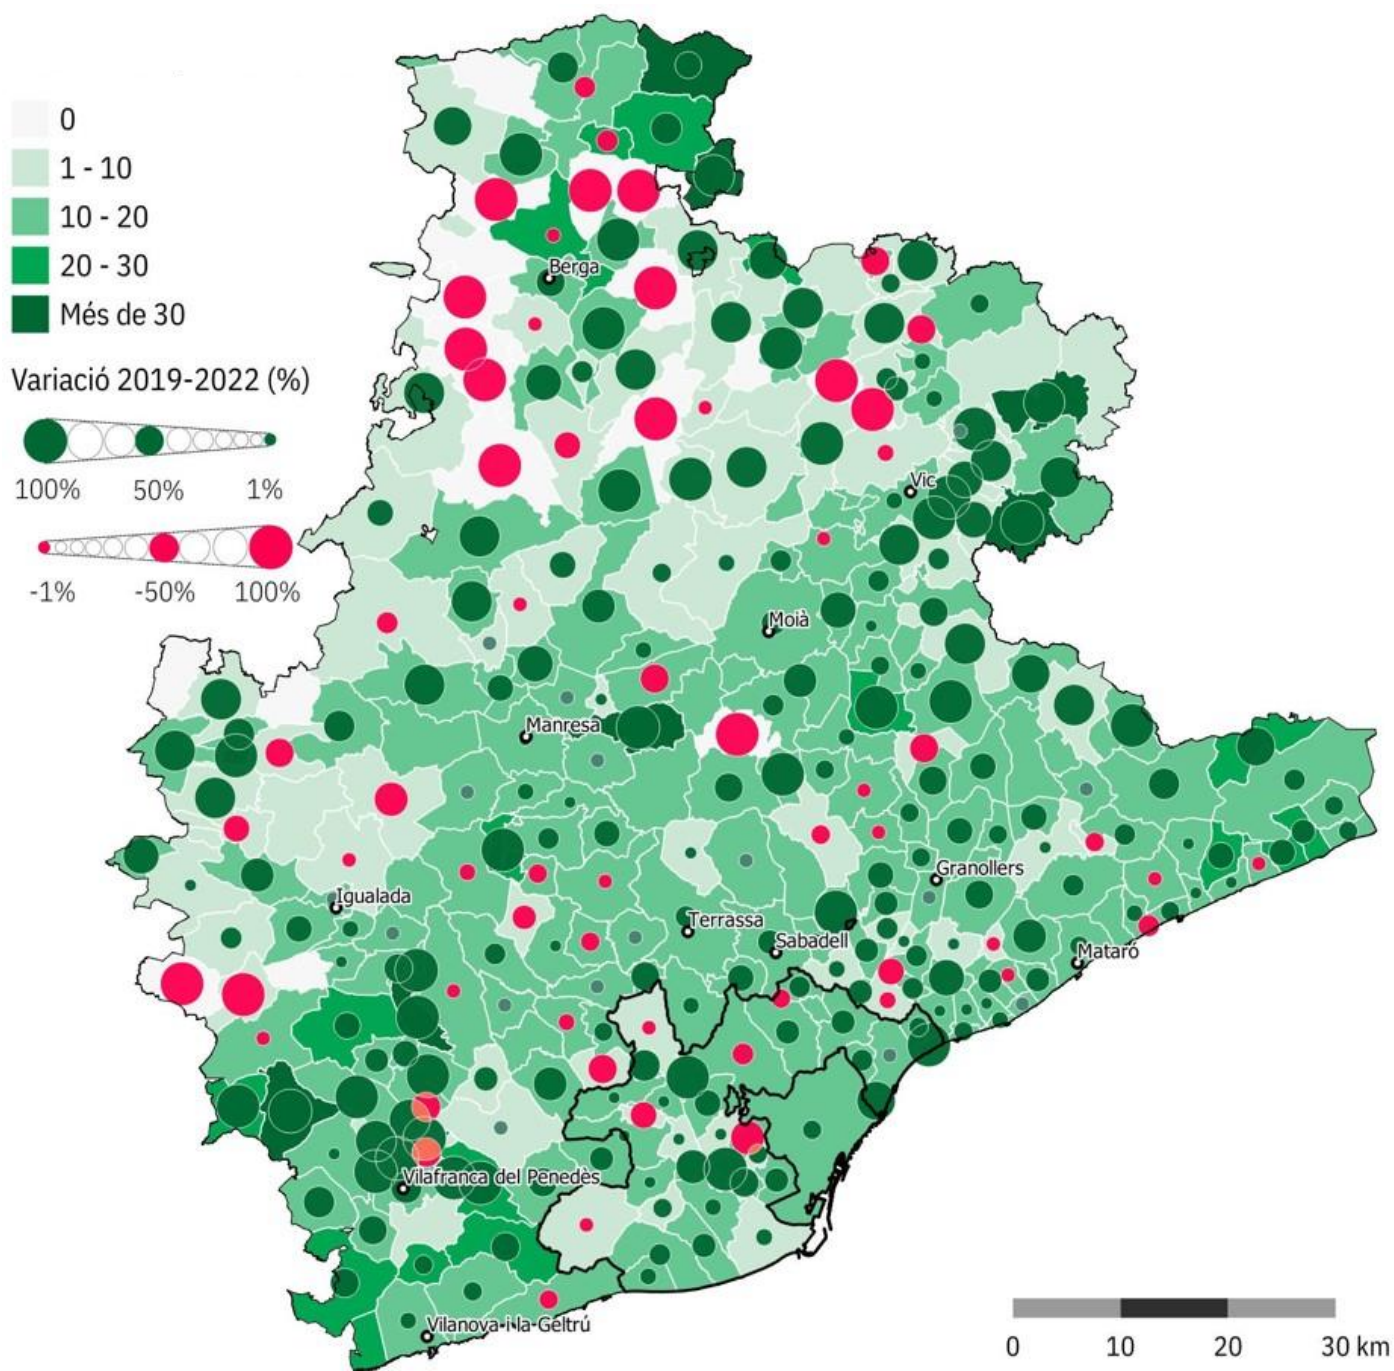 0
1 - 10
10 - 20
20 - 30
Més de 30
Variació 2019-2022 (%)
100% 50% 1%
-1% -50% 100%
Berga
Vic
Moià
Manresa
Igualada
Granollers
Terrassa
Sabadell
Mataró
Vilafranca del Penedès
Vilanova i la Geltrú
0 10 20 30 km